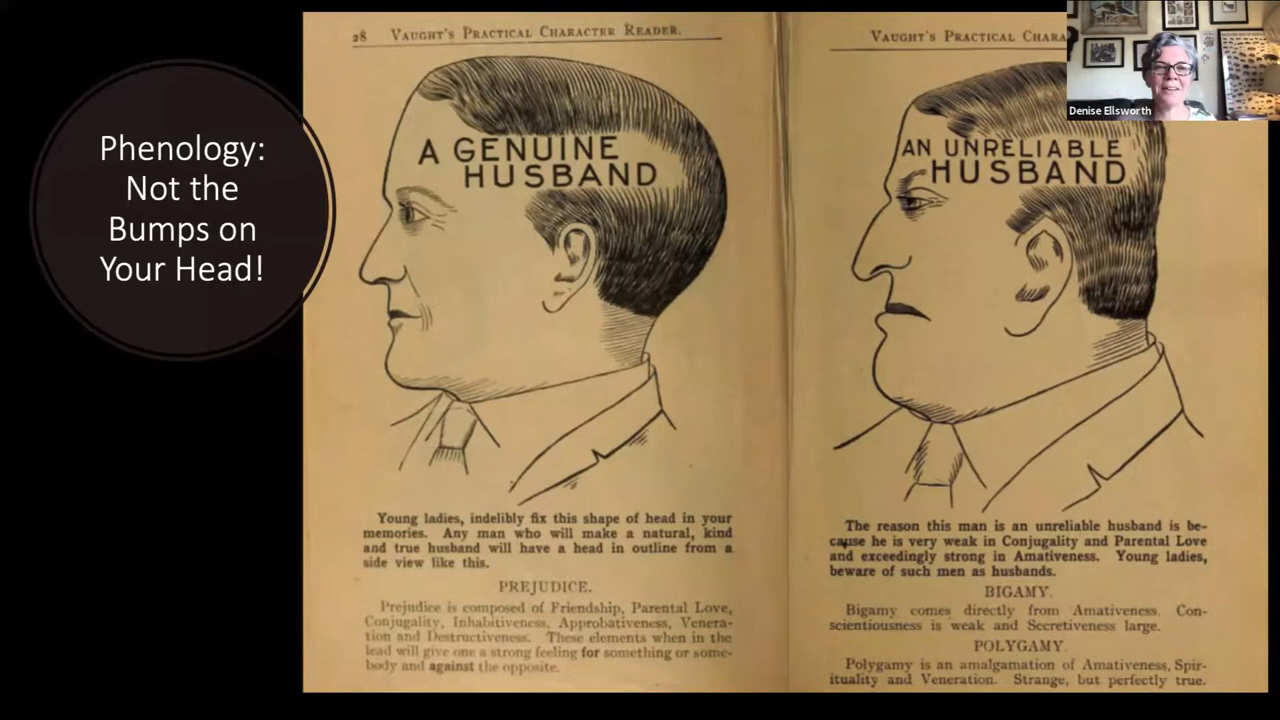 Phenology:
Not the
Bumps on
Your Head!
28 VAUGHT'S PRACTICAL CHARACTER READER.
A GENUINE
HUSBAND
Young ladies, indelibly fix this shape of head in your
memories. Any man who will make a natural, kind
and true husband will have a head in outline from a
side view like this.
PREJUDICE.
Prejudice is composed of Friendship, Parental Love,
Conjugality, Inhabitiveness, Approbativeness, Venera-
tion and Destructiveness. These elements when in the
lead will give one a strong feeling for something or some-
body and against the opposite.
VAUGHT'S PRACTICAL CHARA
AN UNRELIABLE
HUSBAND
The reason this man is an unreliable husband is be-
cause he is very weak in Conjugality and Parental Love
and exceedingly strong in Amativeness. Young ladies,
beware of such men as husbands.
BIGAMY.
Bigamy comes directly from Amativeness. Con-
scientiousness is weak and Secretiveness large.
POLYGAMY.
Polygamy is an amalgamation of Amativeness, Spir-
ituality and Veneration. Strange, but perfectly true.
Denise Ellsworth